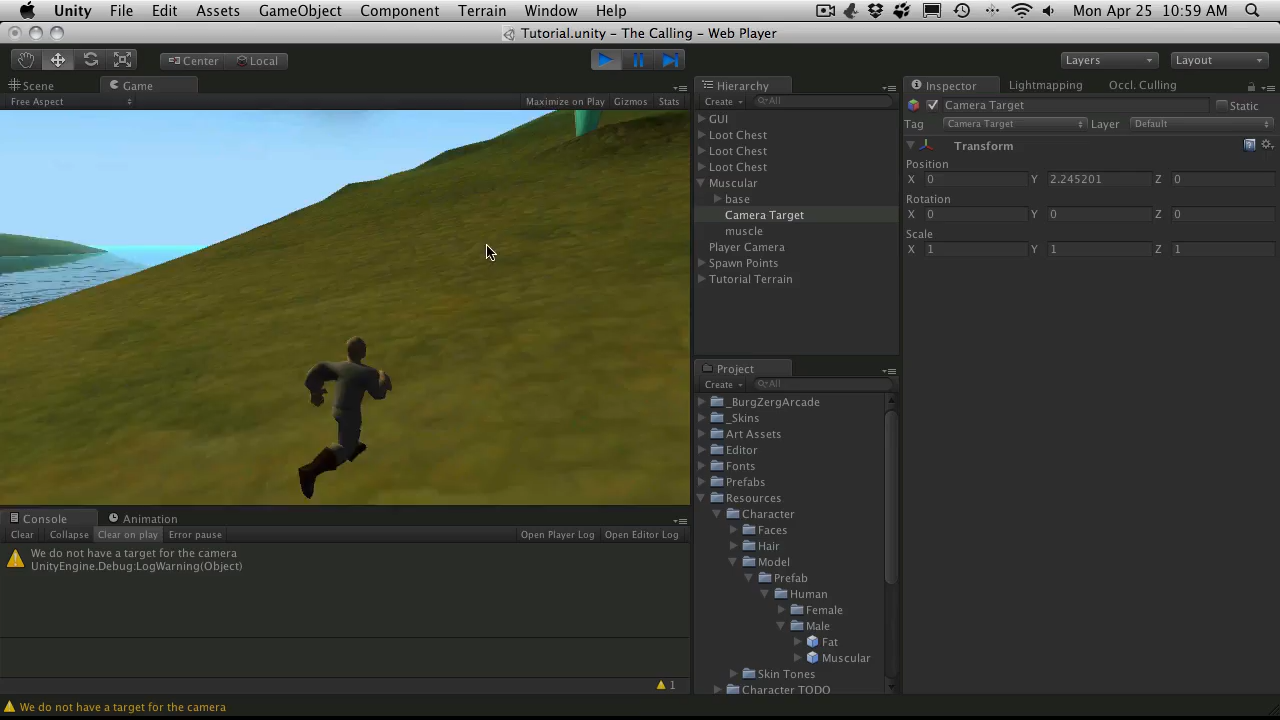 Unity File Edit Assets GameObject Component Terrain Window Help Mon Apr 25 10:59 AM
Tutorial.unity - The Calling - Web Player
Center Local Layers Layout
Scene Game
Free Aspect Maximize on Play Gizmos Stats
Hierarchy
Create All
GUI
Loot Chest
Loot Chest
Loot Chest
Muscular
base
Camera Target
muscle
Player Camera
Spawn Points
Tutorial Terrain
Inspector Lightmapping Occl. Culling
Camera Target Static
Tag Camera Target Layer Default
Transform
Position
X 0 Y 2.245201 Z 0
Rotation
X 0 Y 0 Z 0
Scale
X 1 Y 1 Z 1
Project
Create All
_BurgZergArcade
_Skins
Art Assets
Editor
Fonts
Prefabs
Resources
Character
Faces
Hair
Model
Prefab
Human
Female
Male
Fat
Muscular
Skin Tones
Character TODO
Console Animation
Clear Collapse Clear on play Error pause Open Player Log Open Editor Log
We do not have a target for the camera
UnityEngine.Debug:LogWarning(Object)
1
We do not have a target for the camera